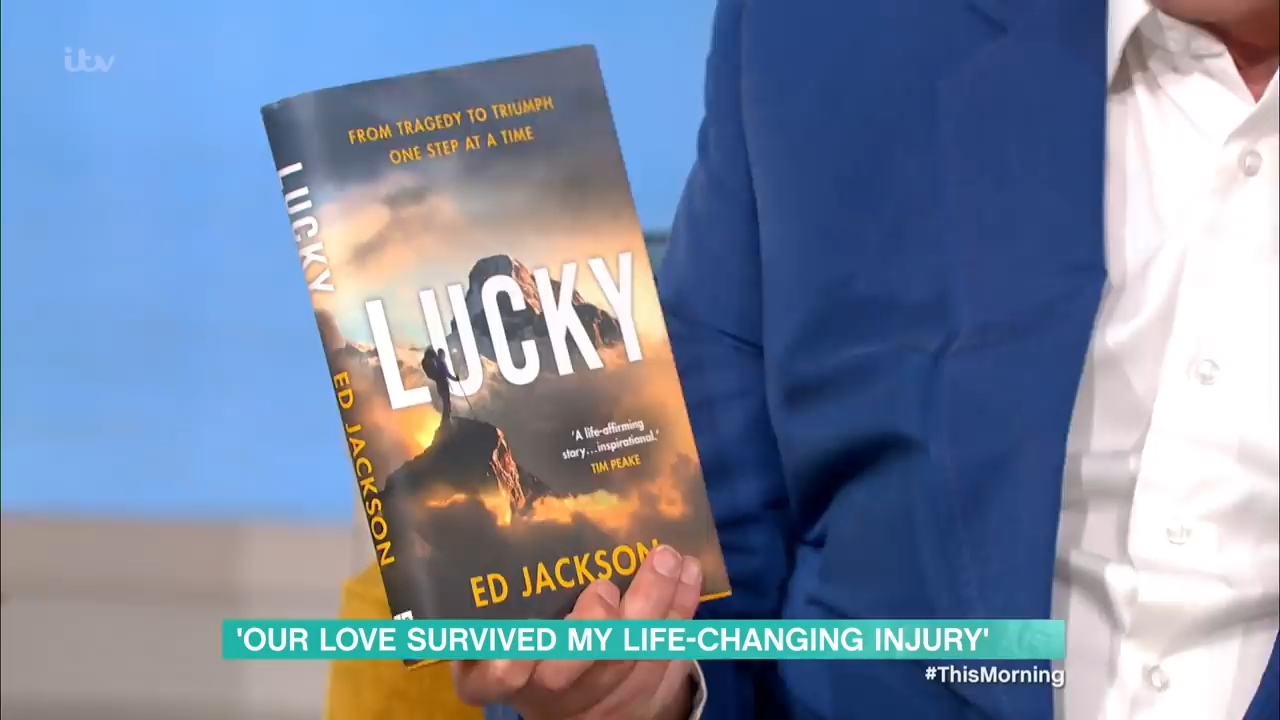 itv
FROM TRAGEDY TO TRIUMPH
ONE STEP AT A TIME
LUCKY
ED JACKSON
LUCKY
'A life-affirming
story...inspirational.'
TIM PEAKE
ED JACKSON
'OUR LOVE SURVIVED MY LIFE-CHANGING INJURY'
#ThisMorning